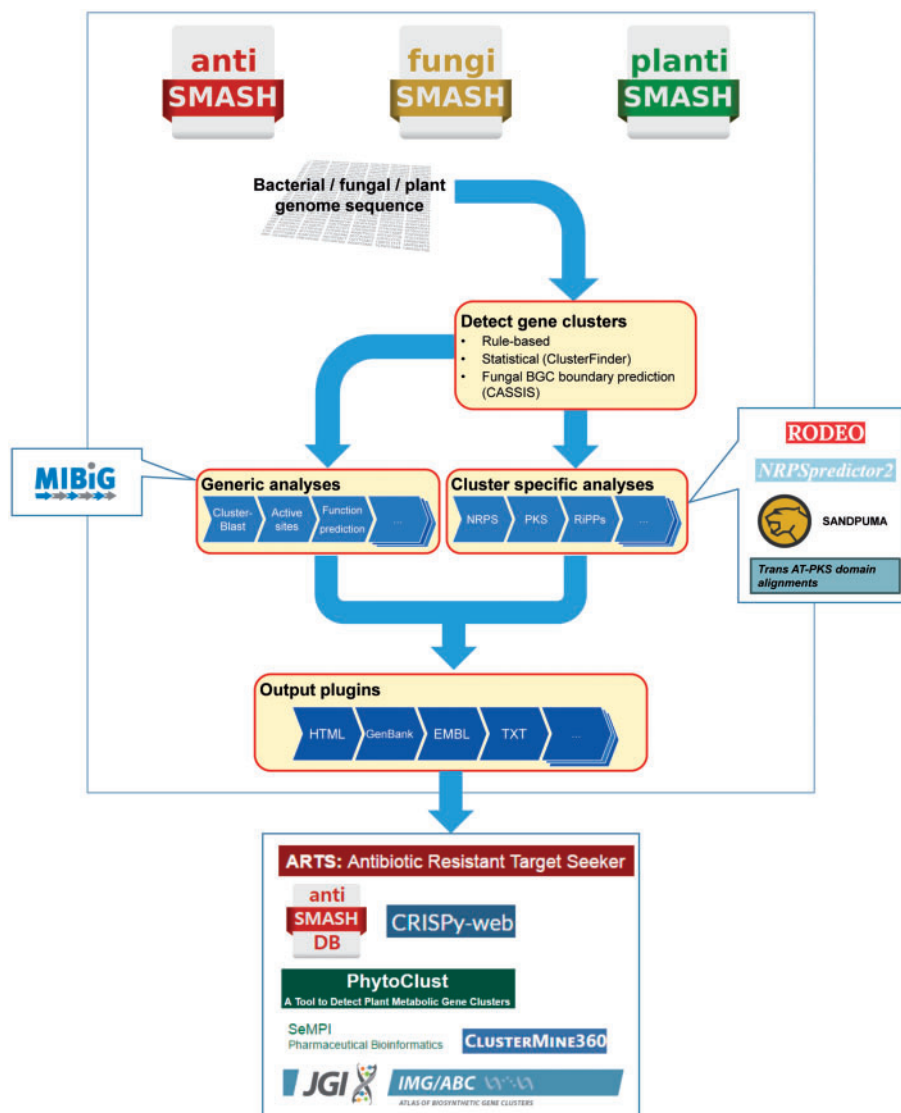 anti
SMASH
fungi
SMASH
planti
SMASH
Bacterial / fungal / plant
genome sequence
Detect gene clusters
• Rule-based
• Statistical (ClusterFinder)
• Fungal BGC boundary prediction
(CASSIS)
MIBiG
Generic analyses
Cluster-
Blast
Active
sites
Function
prediction
...
Cluster specific analyses
NRPS
PKS
RiPPs
...
RODEO
NRPSpredictor2
SANDPUMA
Trans AT-PKS domain
alignments
Output plugins
HTML
GenBank
EMBL
TXT
...
ARTS: Antibiotic Resistant Target Seeker
anti
SMASH
DB
CRISPy-web
PhytoClust
A Tool to Detect Plant Metabolic Gene Clusters
SeMPI
Pharmaceutical Bioinformatics
CLUSTERMINE360
JGI
IMG/ABC
ATLAS OF BIOSYNTHETIC GENE CLUSTERS